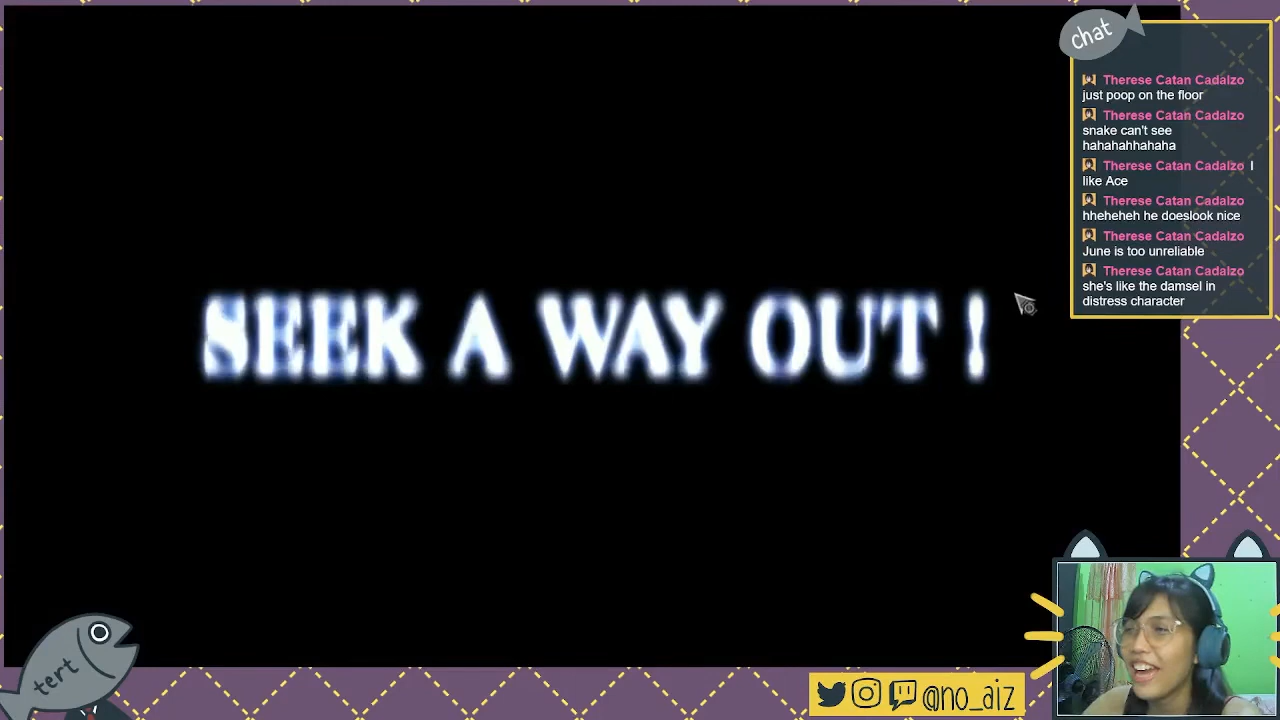 chat
Therese Catan Cadalzo
just poop on the floor
Therese Catan Cadalzo
snake can't see
hahahahhahaha
Therese Catan Cadalzo I
like Ace
Therese Catan Cadalzo
hheheheh he doeslook nice
Therese Catan Cadalzo
June is too unreliable
Therese Catan Cadalzo
she's like the damsel in
distress character
SEEK A WAY OUT !
tert
@no_aiz